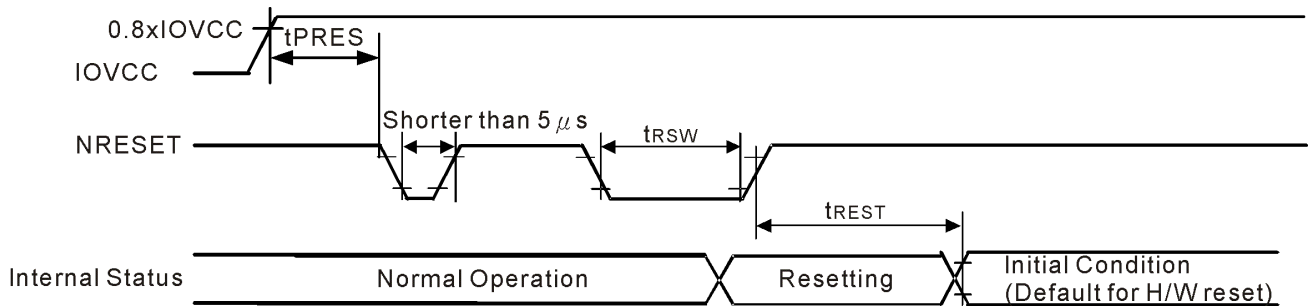 0.8xIOVCC
tPRES
IOVCC
Shorter than 5 μs
NRESET
tRSW
tREST
Internal Status
Normal Operation
Resetting
Initial Condition
(Default for H/W reset)